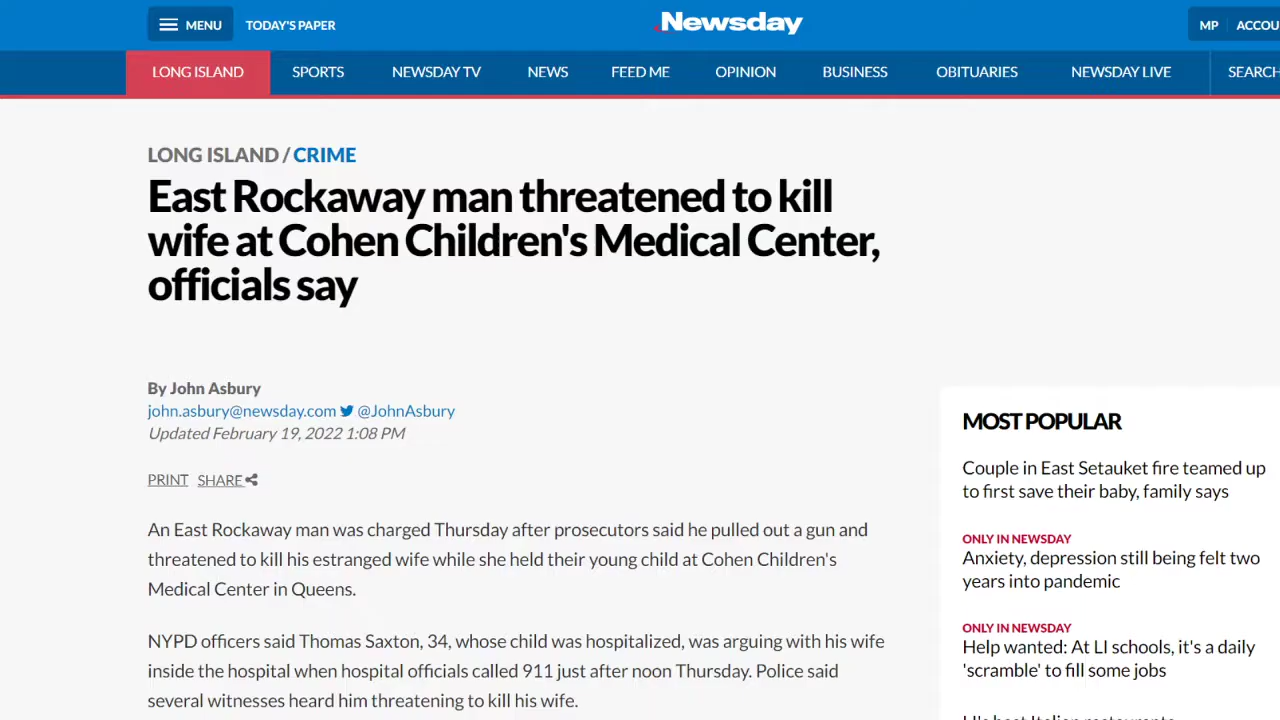 MENU
TODAY'S PAPER
Newsday
MP
ACCOU
LONG ISLAND
SPORTS
NEWSDAY TV
NEWS
FEED ME
OPINION
BUSINESS
OBITUARIES
NEWSDAY LIVE
SEARCH
LONG ISLAND / CRIME
East Rockaway man threatened to kill
wife at Cohen Children's Medical Center,
officials say
By John Asbury
john.asbury@newsday.com @JohnAsbury
Updated February 19, 2022 1:08 PM
PRINT SHARE
An East Rockaway man was charged Thursday after prosecutors said he pulled out a gun and
threatened to kill his estranged wife while she held their young child at Cohen Children's
Medical Center in Queens.
NYPD officers said Thomas Saxton, 34, whose child was hospitalized, was arguing with his wife
inside the hospital when hospital officials called 911 just after noon Thursday. Police said
several witnesses heard him threatening to kill his wife.
MOST POPULAR
Couple in East Setauket fire teamed up
to first save their baby, family says
ONLY IN NEWSDAY
Anxiety, depression still being felt two
years into pandemic
ONLY IN NEWSDAY
Help wanted: At LI schools, it's a daily
'scramble' to fill some jobs
LI's best Italian restaurants